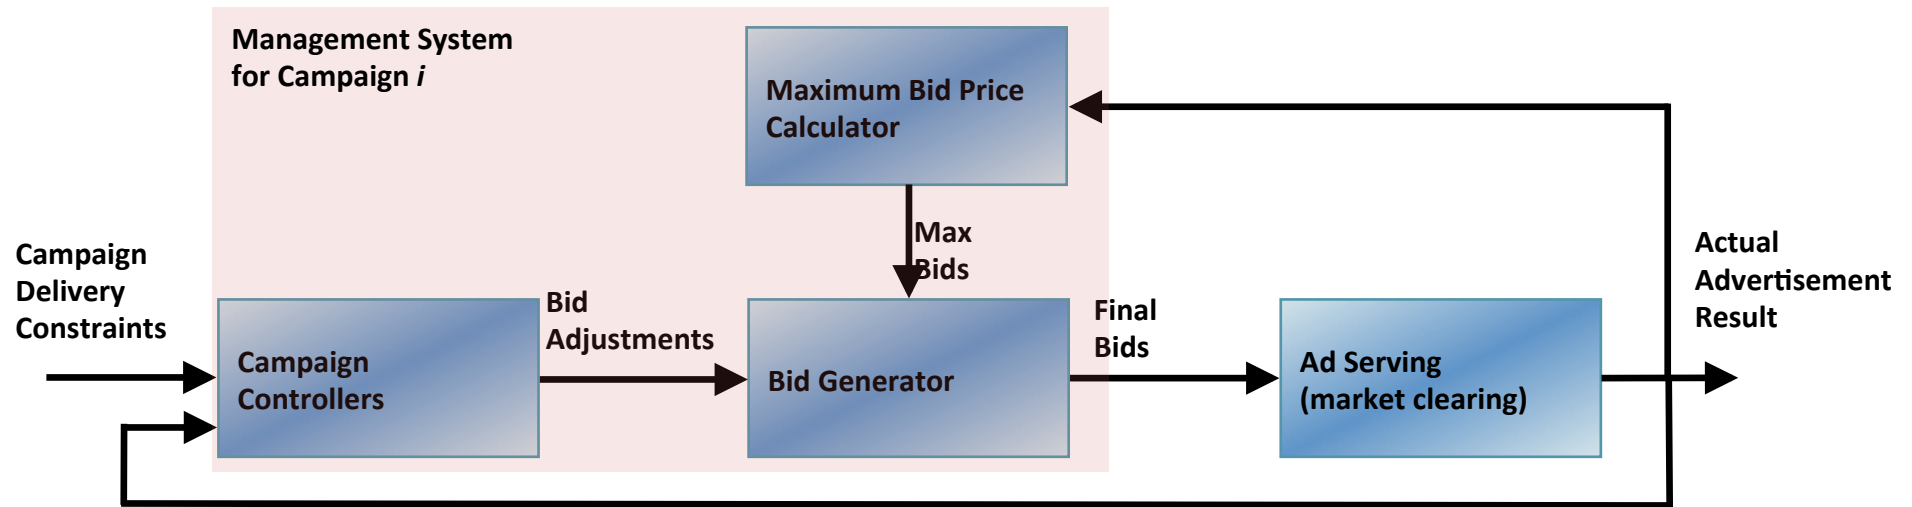 Management System
for Campaign i
Maximum Bid Price
Calculator
Max
Bids
Campaign
Delivery
Constraints
Campaign
Controllers
Bid
Adjustments
Bid Generator
Final
Bids
Ad Serving
(market clearing)
Actual
Advertisement
Result